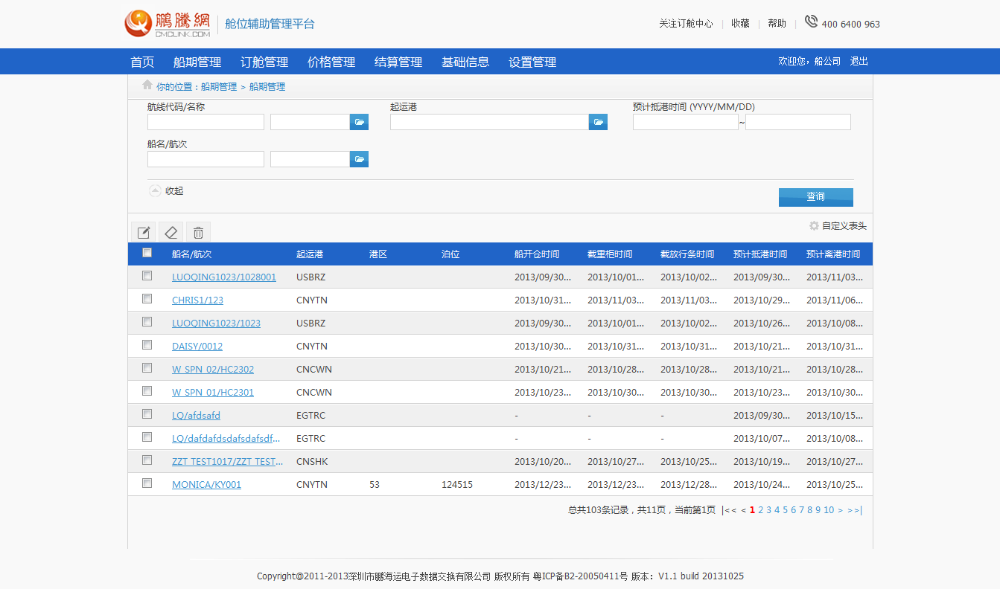 鵬騰網 CMCLINK.COM 舱位辅助管理平台 关注订舱中心 | 收藏 | 帮助 | 400 6400 963
首页 船期管理 订舱管理 价格管理 结算管理 基础信息 设置管理 欢迎您，船公司 退出
你的位置：船期管理 > 船期管理
航线代码/名称 起运港 预计抵港时间 (YYYY/MM/DD)
~
船名/航次
收起 查询
自定义表头
船名/航次 起运港 港区 泊位 船开仓时间 截重柜时间 截放行条时间 预计抵港时间 预计离港时间
LUOQING1023/1028001 USBRZ 2013/09/30... 2013/10/01... 2013/10/02... 2013/09/30... 2013/11/03...
CHRIS1/123 CNYTN 2013/10/31... 2013/11/03... 2013/11/03... 2013/10/29... 2013/11/06...
LUOQING1023/1023 USBRZ 2013/09/30... 2013/10/01... 2013/10/02... 2013/10/26... 2013/10/08...
DAISY/0012 CNYTN 2013/10/30... 2013/10/31... 2013/10/31... 2013/10/21... 2013/10/31...
W_SPN_02/HC2302 CNCWN 2013/10/21... 2013/10/28... 2013/10/28... 2013/10/21... 2013/10/28...
W_SPN_01/HC2301 CNCWN 2013/10/23... 2013/10/30... 2013/10/30... 2013/10/23... 2013/10/30...
LQ/afdsafd EGTRC - - - 2013/09/30... 2013/10/15...
LQ/dafdafdsdafsdafsdf... EGTRC - - - 2013/10/07... 2013/10/08...
ZZT TEST1017/ZZT TEST... CNSHK 2013/10/20... 2013/10/27... 2013/10/25... 2013/10/19... 2013/10/27...
MONICA/KY001 CNYTN 53 124515 2013/12/23... 2013/12/23... 2013/12/28... 2013/10/24... 2013/10/25...
总共103条记录，共11页，当前第1页 |<< < 1 2 3 4 5 6 7 8 9 10 > >>|
Copyright@2011-2013深圳市鹏海运电子数据交换有限公司 版权所有 粤ICP备B2-20050411号 版本：V1.1 build 20131025